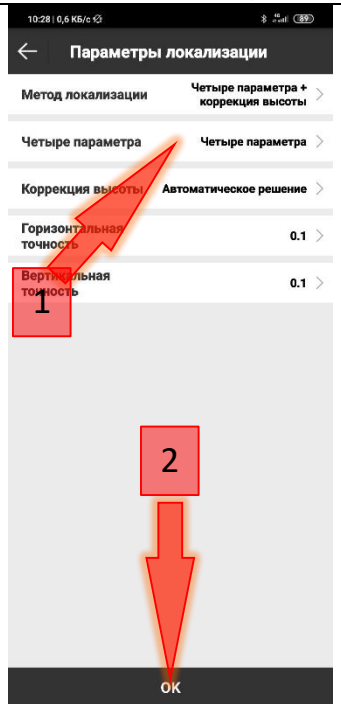 10:28 | 0,6 КБ/с
4G 89
Параметры локализации
Метод локализации
Четыре параметра +
коррекция высоты
Четыре параметра
Четыре параметра
Коррекция высоты
Автоматическое решение
Горизонтальная
точность
0.1
Вертикальная
точность
0.1
1
2
OK